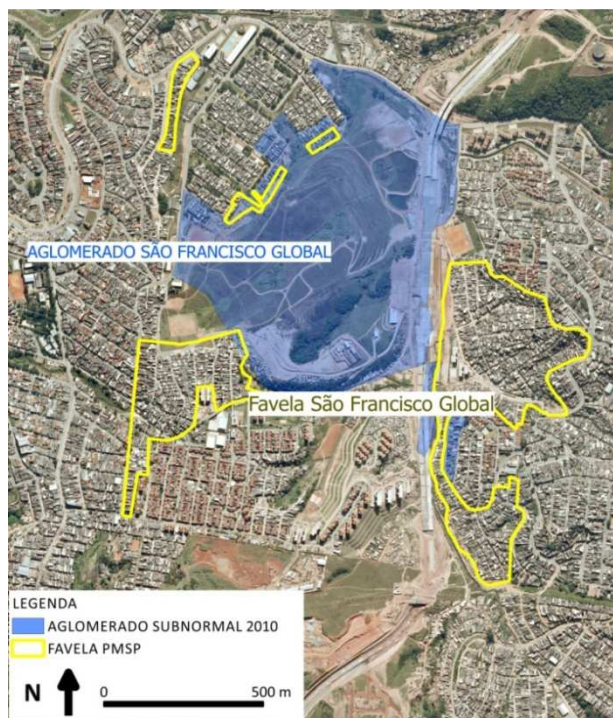 AGLOMERADO SÃO FRANCISCO GLOBAL
Favela São Francisco Global
LEGENDA
AGLOMERADO SUBNORMAL 2010
FAVELA PMSP
N 0 500 m